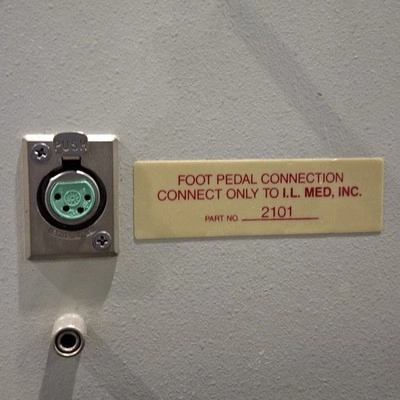 PUSH
FOOT PEDAL CONNECTION
CONNECT ONLY TO I.L. MED, INC.
PART NO. 2101